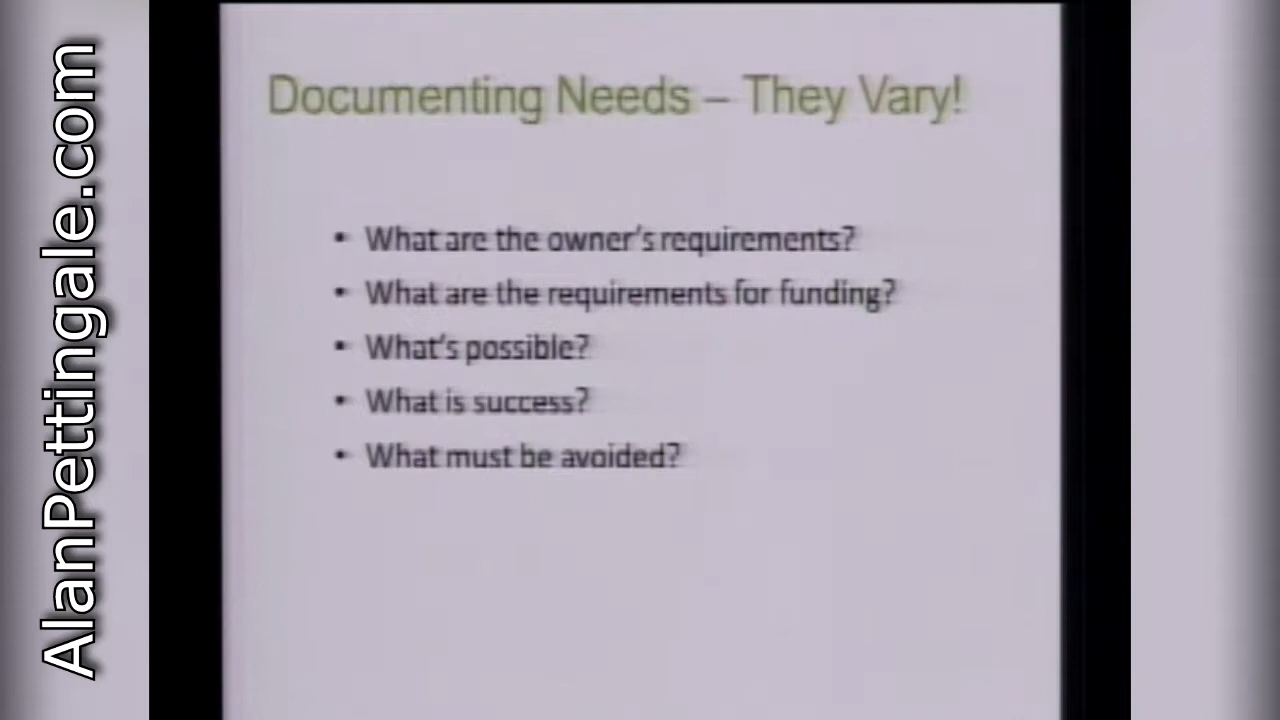 Documenting Needs – They Vary!
• What are the owner's requirements?
• What are the requirements for funding?
• What's possible?
• What is success?
• What must be avoided?
AlanPettingale.com